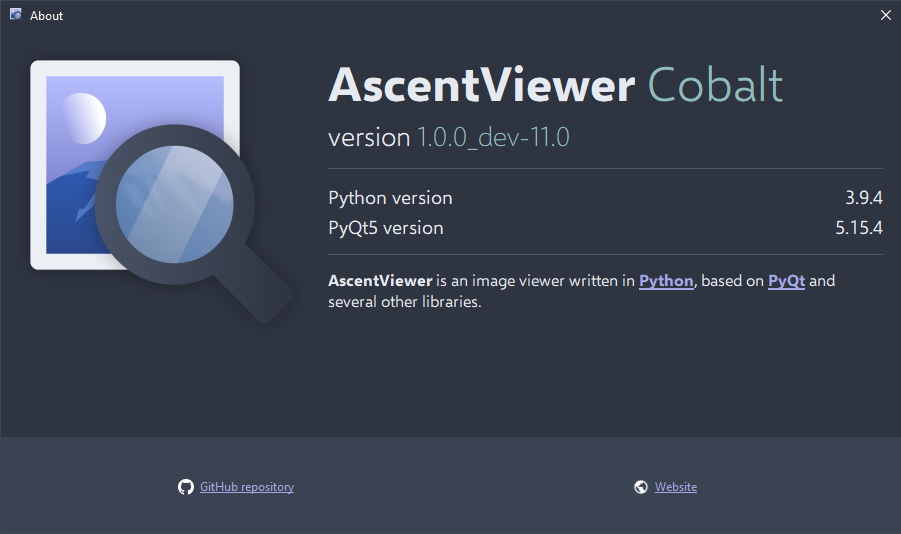 About
AscentViewer Cobalt
version 1.0.0_dev-11.0
Python version 3.9.4
PyQt5 version 5.15.4
AscentViewer is an image viewer written in Python, based on PyQt and
several other libraries.
GitHub repository
Website